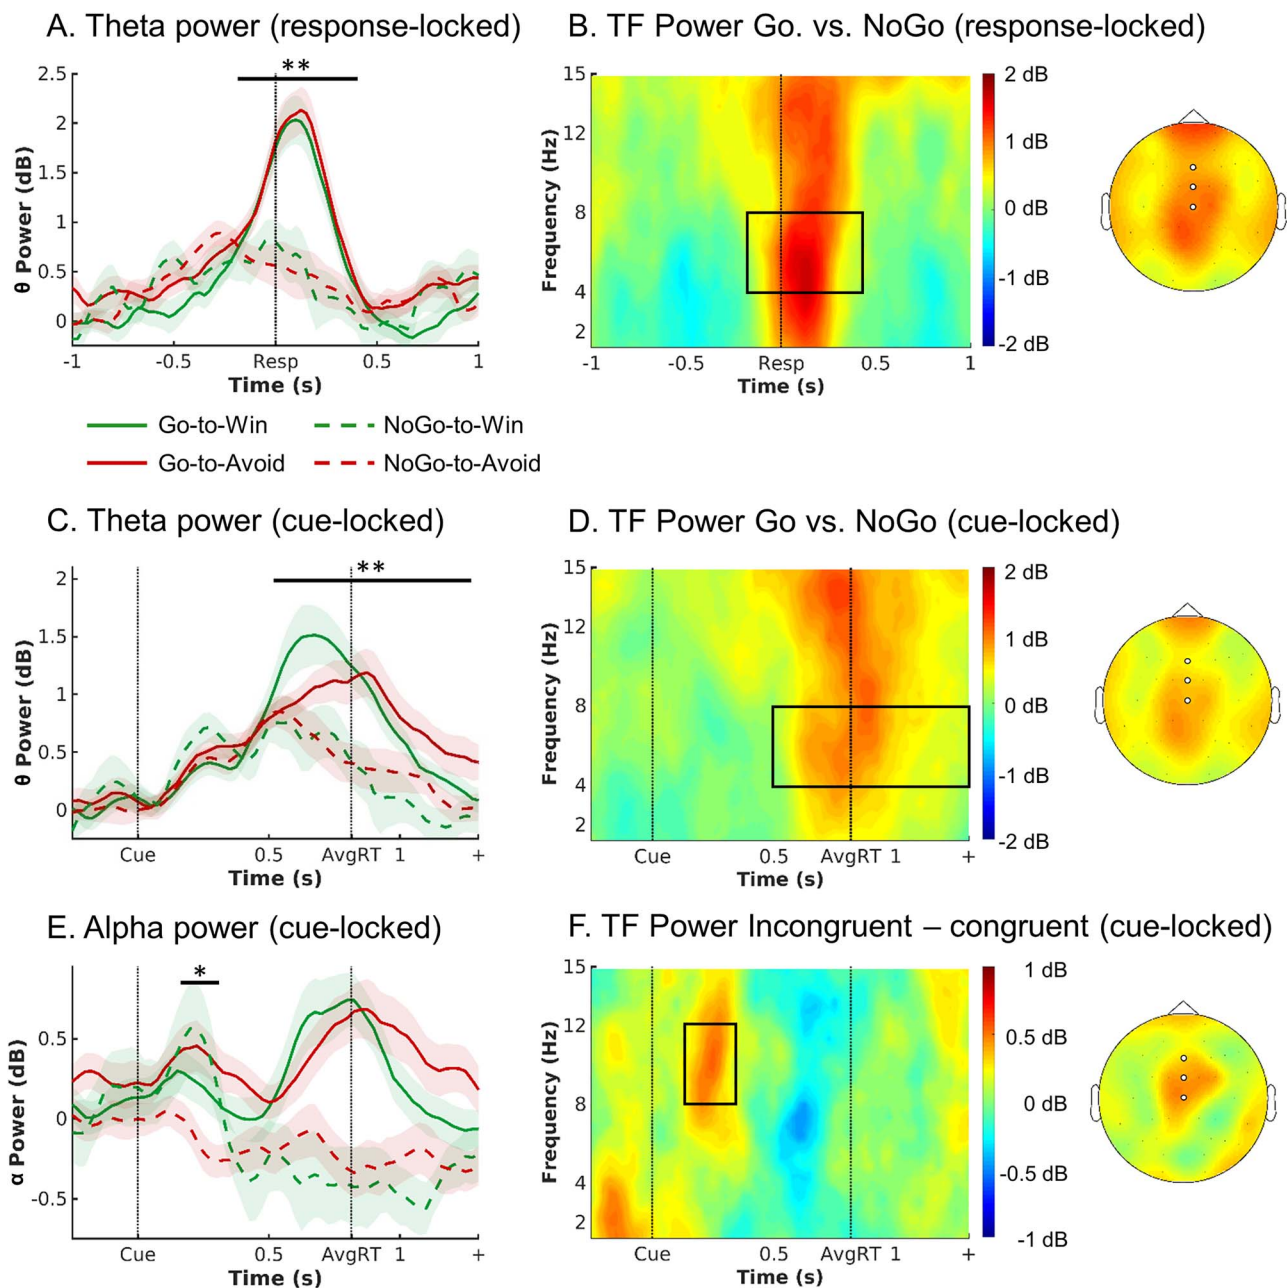 A. Theta power (response-locked)
B. TF Power Go. vs. NoGo (response-locked)
**
2.5
2
1.5
1
0.5
0
θ Power (dB)
-1
-0.5
Resp
0.5
1
Time (s)
15
12
8
4
2
Frequency (Hz)
-1
-0.5
Resp
0.5
1
Time (s)
2 dB
1 dB
0 dB
-1 dB
-2 dB
Go-to-Win
NoGo-to-Win
Go-to-Avoid
NoGo-to-Avoid
C. Theta power (cue-locked)
D. TF Power Go vs. NoGo (cue-locked)
**
2
1.5
1
0.5
0
θ Power (dB)
Cue
0.5
AvgRT
1
+
Time (s)
15
12
8
4
2
Frequency (Hz)
Cue
0.5
AvgRT
1
+
Time (s)
2 dB
1 dB
0 dB
-1 dB
-2 dB
E. Alpha power (cue-locked)
F. TF Power Incongruent – congruent (cue-locked)
*
0.5
0
-0.5
α Power (dB)
Cue
0.5
AvgRT
1
+
Time (s)
15
12
8
4
2
Frequency (Hz)
Cue
0.5
AvgRT
1
+
Time (s)
1 dB
0.5 dB
0 dB
-0.5 dB
-1 dB